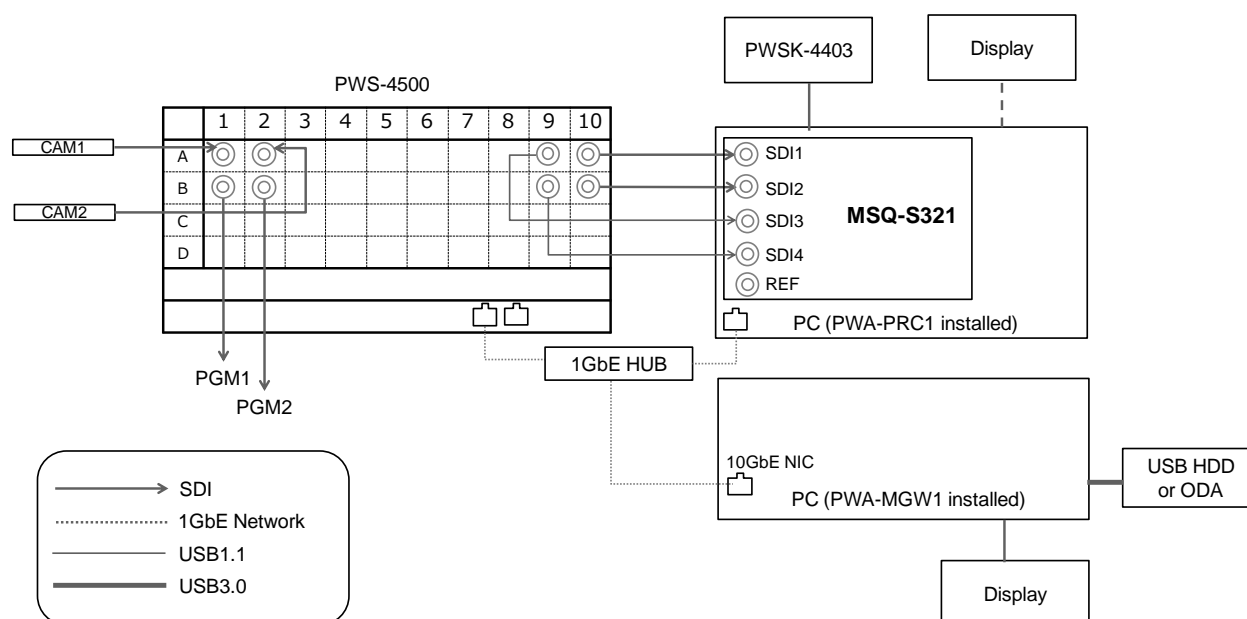 PWSK-4403
Display
PWS-4500
1 2 3 4 5 6 7 8 9 10
CAM1
A
B
CAM2
C
D
SDI1
SDI2
SDI3
SDI4
REF
MSQ-S321
PC (PWA-PRC1 installed)
1GbE HUB
PGM1
PGM2
10GbE NIC
PC (PWA-MGW1 installed)
USB HDD
or ODA
Display
SDI
1GbE Network
USB1.1
USB3.0